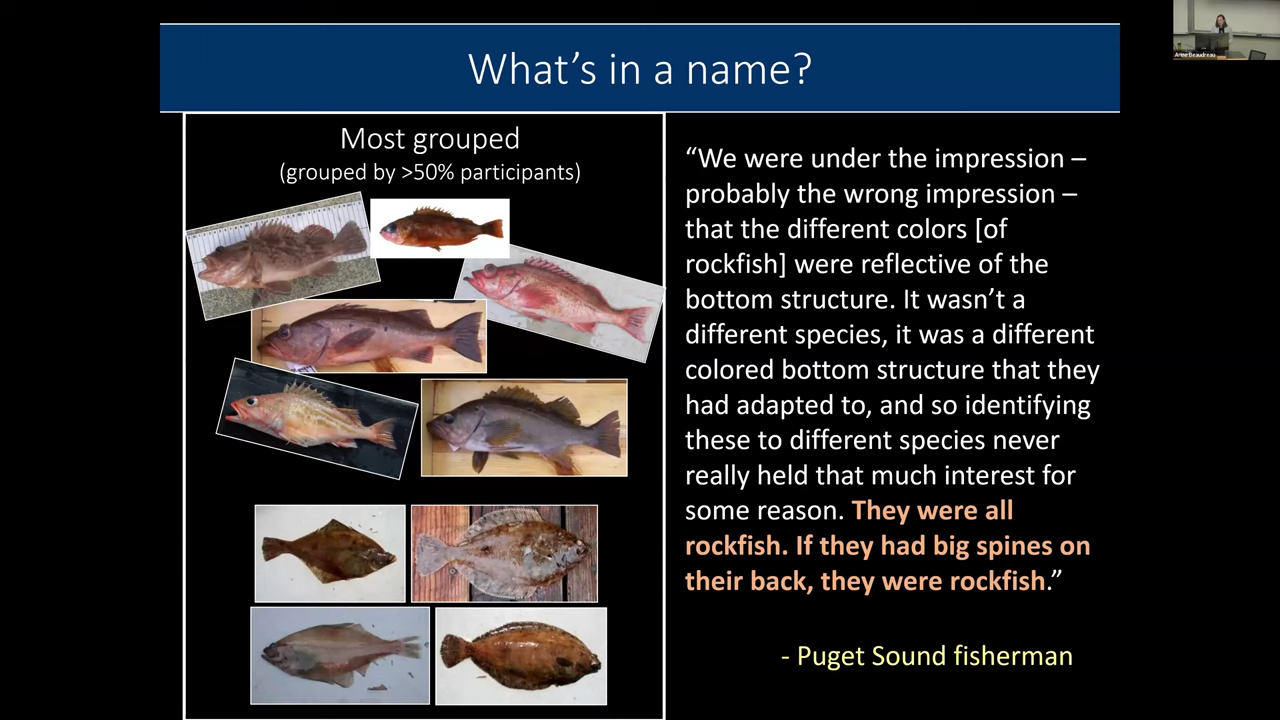 What's in a name?
Most grouped
(grouped by >50% participants)
“We were under the impression –
probably the wrong impression –
that the different colors [of
rockfish] were reflective of the
bottom structure. It wasn't a
different species, it was a different
colored bottom structure that they
had adapted to, and so identifying
these to different species never
really held that much interest for
some reason. They were all
rockfish. If they had big spines on
their back, they were rockfish.”
- Puget Sound fisherman
Anne Beaudreau